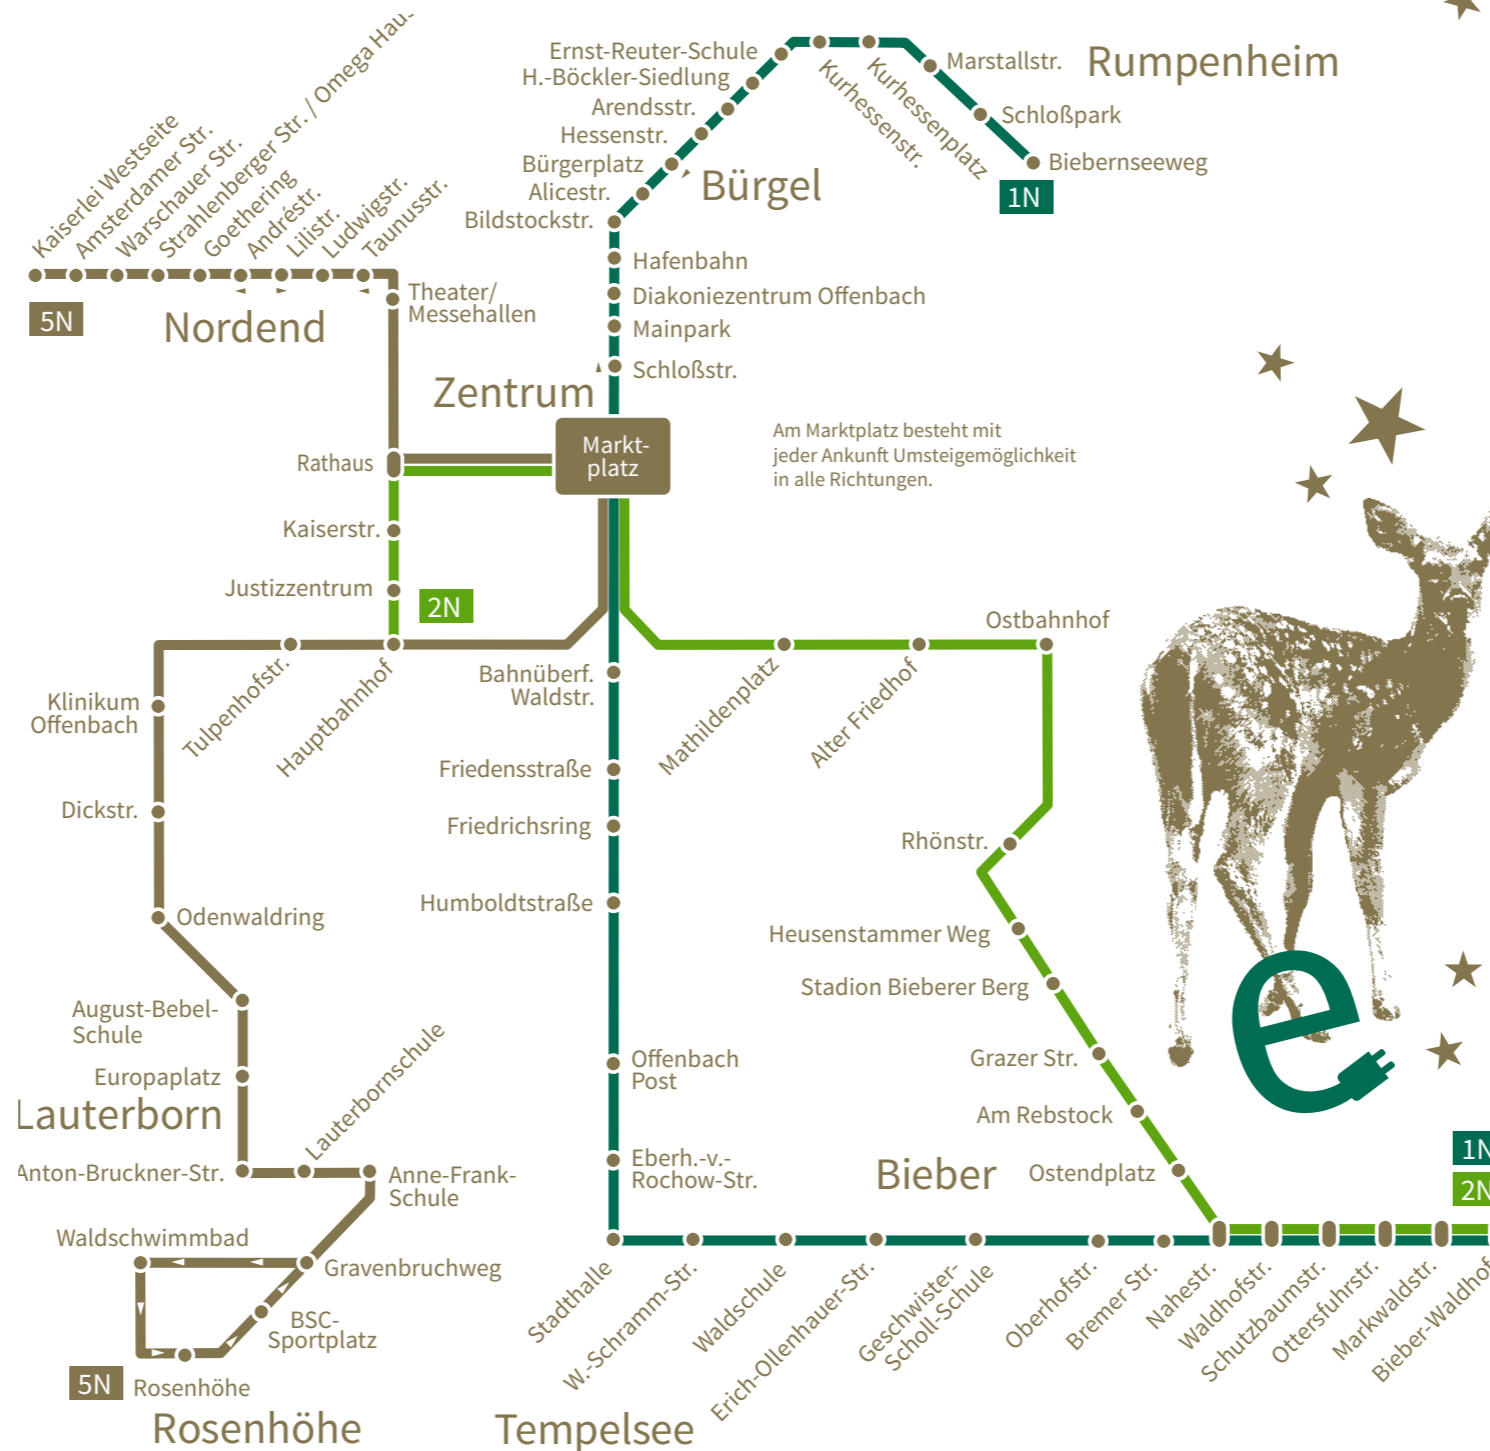 Ernst-Reuter-Schule
H.-Böckler-Siedlung
Arendsstr.
Hessenstr.
Bürgerplatz
Alicestr.
Bildstockstr.
Bürgel
Kurhessenstr.
Kurhessenplatz
Marstallstr.
Rumpenheim
Schloßpark
Biebernseeweg
1N
Kaiserlei Westseite
Amsterdamer Str.
Warschauer Str.
Strahlenberger Str. / Omega Hau
Goethering
Andréstr.
Lilistr.
Ludwigstr.
Taunusstr.
5N
Nordend
Theater/
Messehallen
Hafenbahn
Diakoniezentrum Offenbach
Mainpark
Schloßstr.
Zentrum
Markt-
platz
Am Marktplatz besteht mit
jeder Ankunft Umsteigemöglichkeit
in alle Richtungen.
Rathaus
Kaiserstr.
Justizzentrum
2N
Tulpenhofstr.
Hauptbahnhof
Klinikum
Offenbach
Dickstr.
Odenwaldring
August-Bebel-
Schule
Europaplatz
Lauterborn
Lauterbornschule
Anton-Bruckner-Str.
Anne-Frank-
Schule
Waldschwimmbad
Gravenbruchweg
BSC-
Sportplatz
5N
Rosenhöhe
Rosenhöhe
Bahnüberf.
Waldstr.
Friedensstraße
Friedrichsring
Humboldtstraße
Offenbach
Post
Eberh.-v.-
Rochow-Str.
Mathildenplatz
Alter Friedhof
Ostbahnhof
Rhönstr.
Heusenstammer Weg
Stadion Bieberer Berg
Grazer Str.
Am Rebstock
Ostendplatz
Bieber
e
1N
2N
Stadthalle
W.-Schramm-Str.
Waldschule
Erich-Ollenhauer-Str.
Geschwister-
Scholl-Schule
Oberhofstr.
Bremer Str.
Nahestr.
Waldhofstr.
Schutzbaumstr.
Ottersfuhrstr.
Markwaldstr.
Bieber-Waldhof
Tempelsee